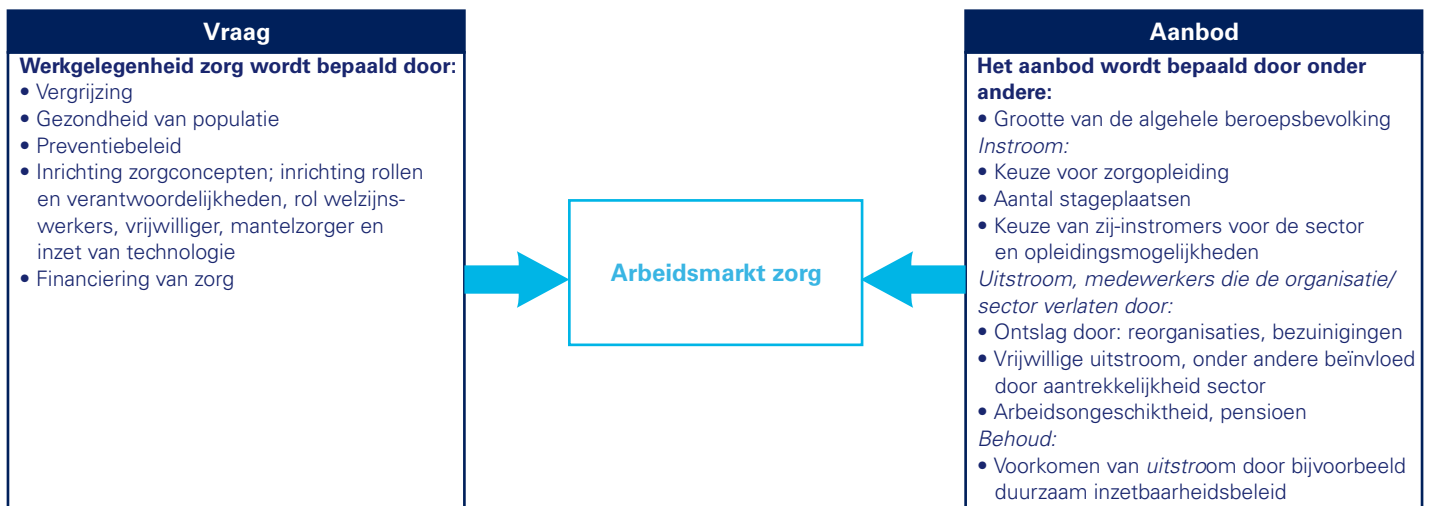 Vraag
Werkgelegenheid zorg wordt bepaald door:
• Vergrijzing
• Gezondheid van populatie
• Preventiebeleid
• Inrichting zorgconcepten; inrichting rollen
en verantwoordelijkheden, rol welzijns-
werkers, vrijwilliger, mantelzorger en
inzet van technologie
• Financiering van zorg
Arbeidsmarkt zorg
Aanbod
Het aanbod wordt bepaald door onder
andere:
• Grootte van de algehele beroepsbevolking
Instroom:
• Keuze voor zorgopleiding
• Aantal stageplaatsen
• Keuze van zij-instromers voor de sector
en opleidingsmogelijkheden
Uitstroom, medewerkers die de organisatie/
sector verlaten door:
• Ontslag door: reorganisaties, bezuinigingen
• Vrijwillige uitstroom, onder andere beïnvloed
door aantrekkelijkheid sector
• Arbeidsongeschiktheid, pensioen
Behoud:
• Voorkomen van uitstroom door bijvoorbeeld
duurzaam inzetbaarheidsbeleid